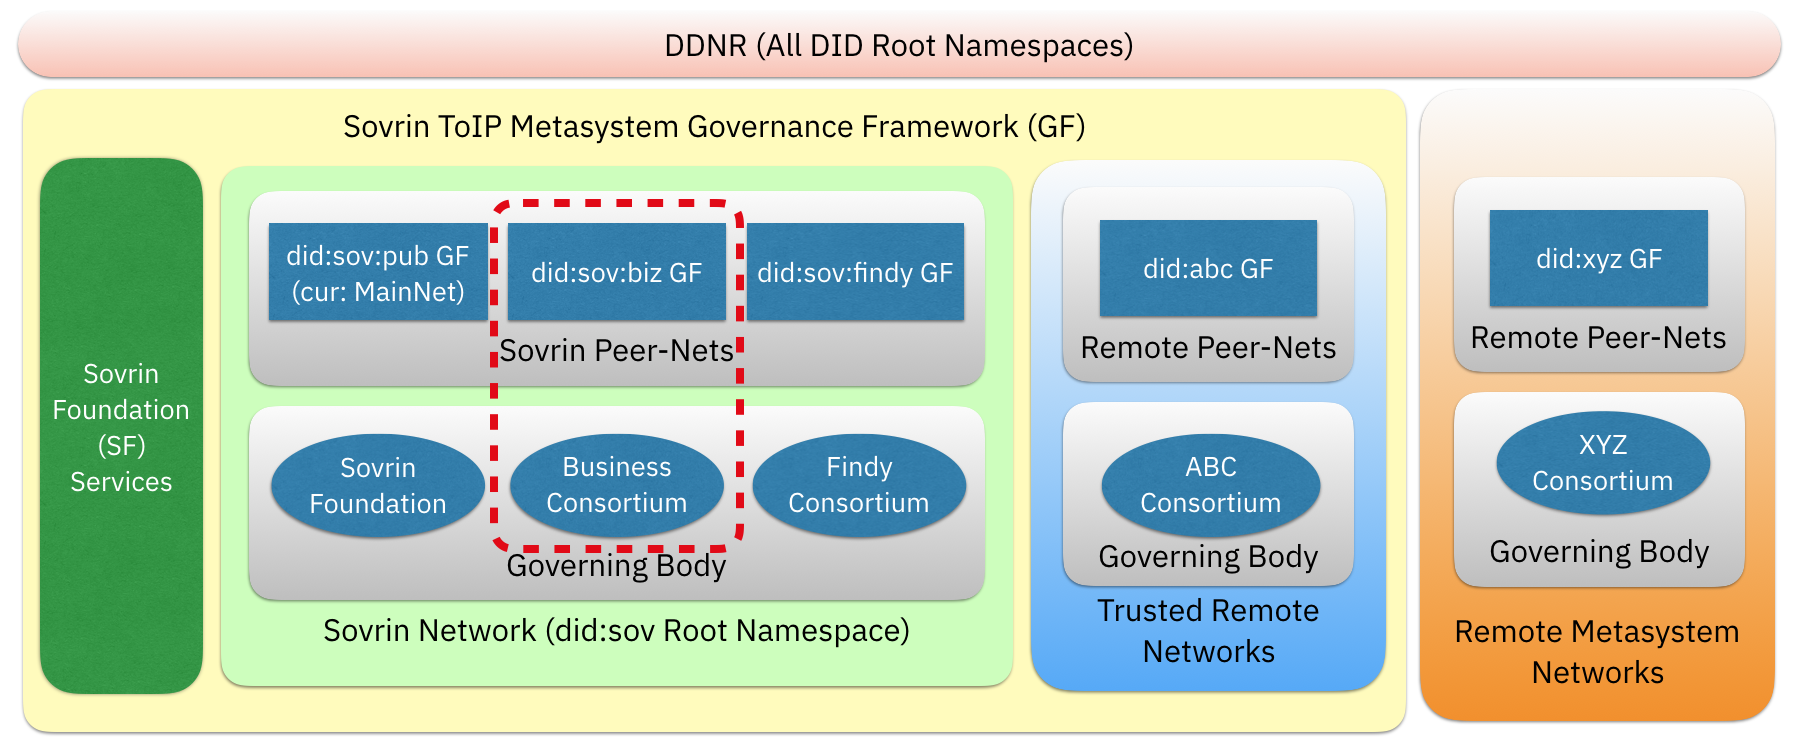 DDNR (All DID Root Namespaces)
Sovrin ToIP Metasystem Governance Framework (GF)
Sovrin
Foundation
(SF)
Services
did:sov:pub GF
(cur: MainNet)
did:sov:biz GF
did:sov:findy GF
Sovrin Peer-Nets
Sovrin
Foundation
Business
Consortium
Findy
Consortium
Governing Body
Sovrin Network (did:sov Root Namespace)
did:abc GF
Remote Peer-Nets
ABC
Consortium
Governing Body
Trusted Remote
Networks
did:xyz GF
Remote Peer-Nets
XYZ
Consortium
Governing Body
Remote Metasystem
Networks